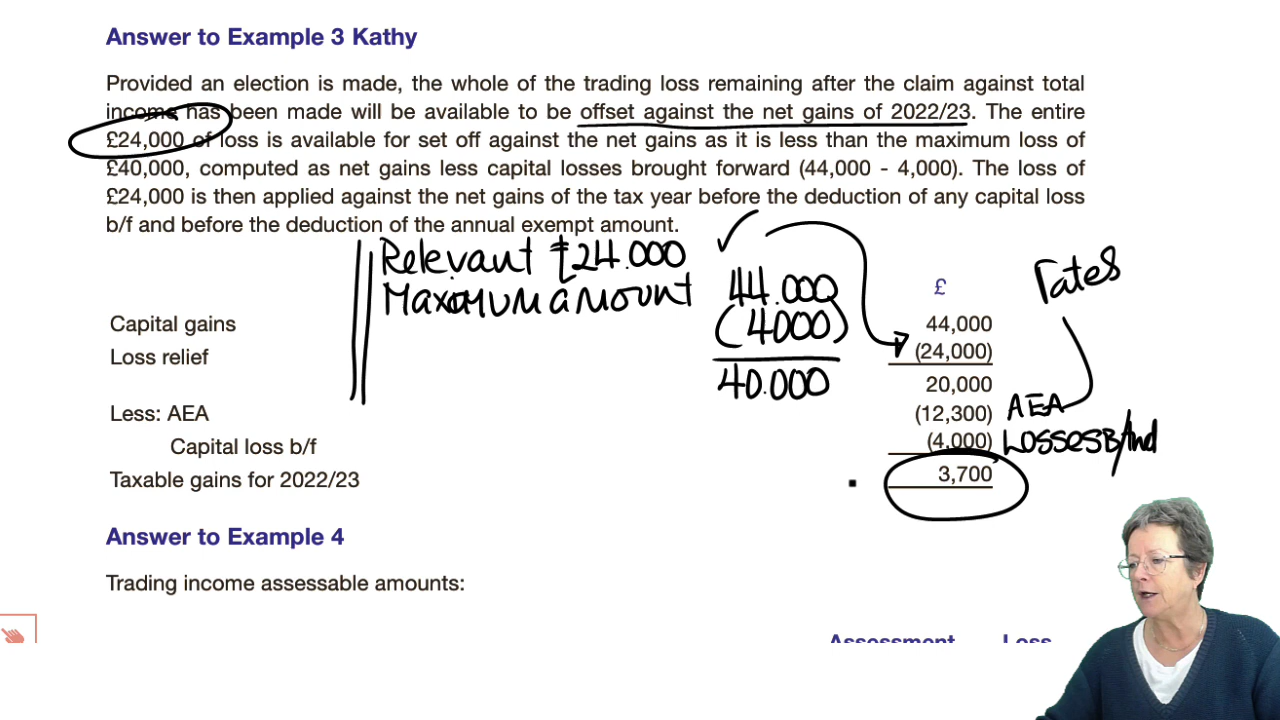 Answer to Example 3 Kathy
Provided an election is made, the whole of the trading loss remaining after the claim against total
income has been made will be available to be offset against the net gains of 2022/23. The entire
£24,000 of loss is available for set off against the net gains as it is less than the maximum loss of
£40,000, computed as net gains less capital losses brought forward (44,000 - 4,000). The loss of
£24,000 is then applied against the net gains of the tax year before the deduction of any capital loss
b/f and before the deduction of the annual exempt amount.
Relevant £24.000
Maximum amount 44.000
(4000)
40.000
rates
£
Capital gains 44,000
Loss relief (24,000)
20,000
Less: AEA (12,300) AEA
Capital loss b/f (4,000) Losses B/fwd
Taxable gains for 2022/23 3,700
Answer to Example 4
Trading income assessable amounts:
Assessment Loss